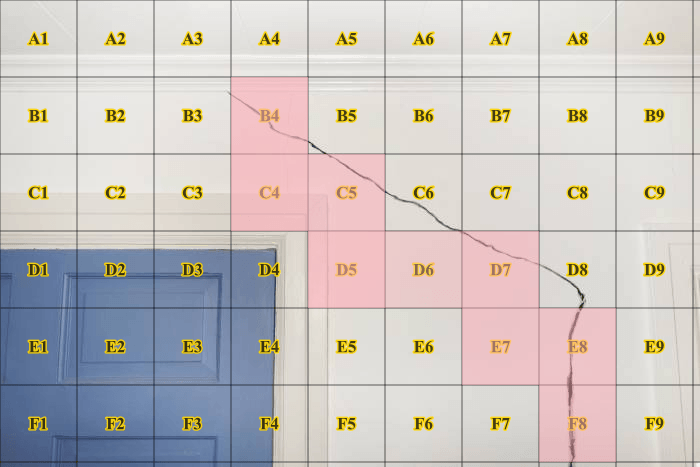 A1 A2 A3 A4 A5 A6 A7 A8 A9
B1 B2 B3 B4 B5 B6 B7 B8 B9
C1 C2 C3 C4 C5 C6 C7 C8 C9
D1 D2 D3 D4 D5 D6 D7 D8 D9
E1 E2 E3 E4 E5 E6 E7 E8 E9
F1 F2 F3 F4 F5 F6 F7 F8 F9